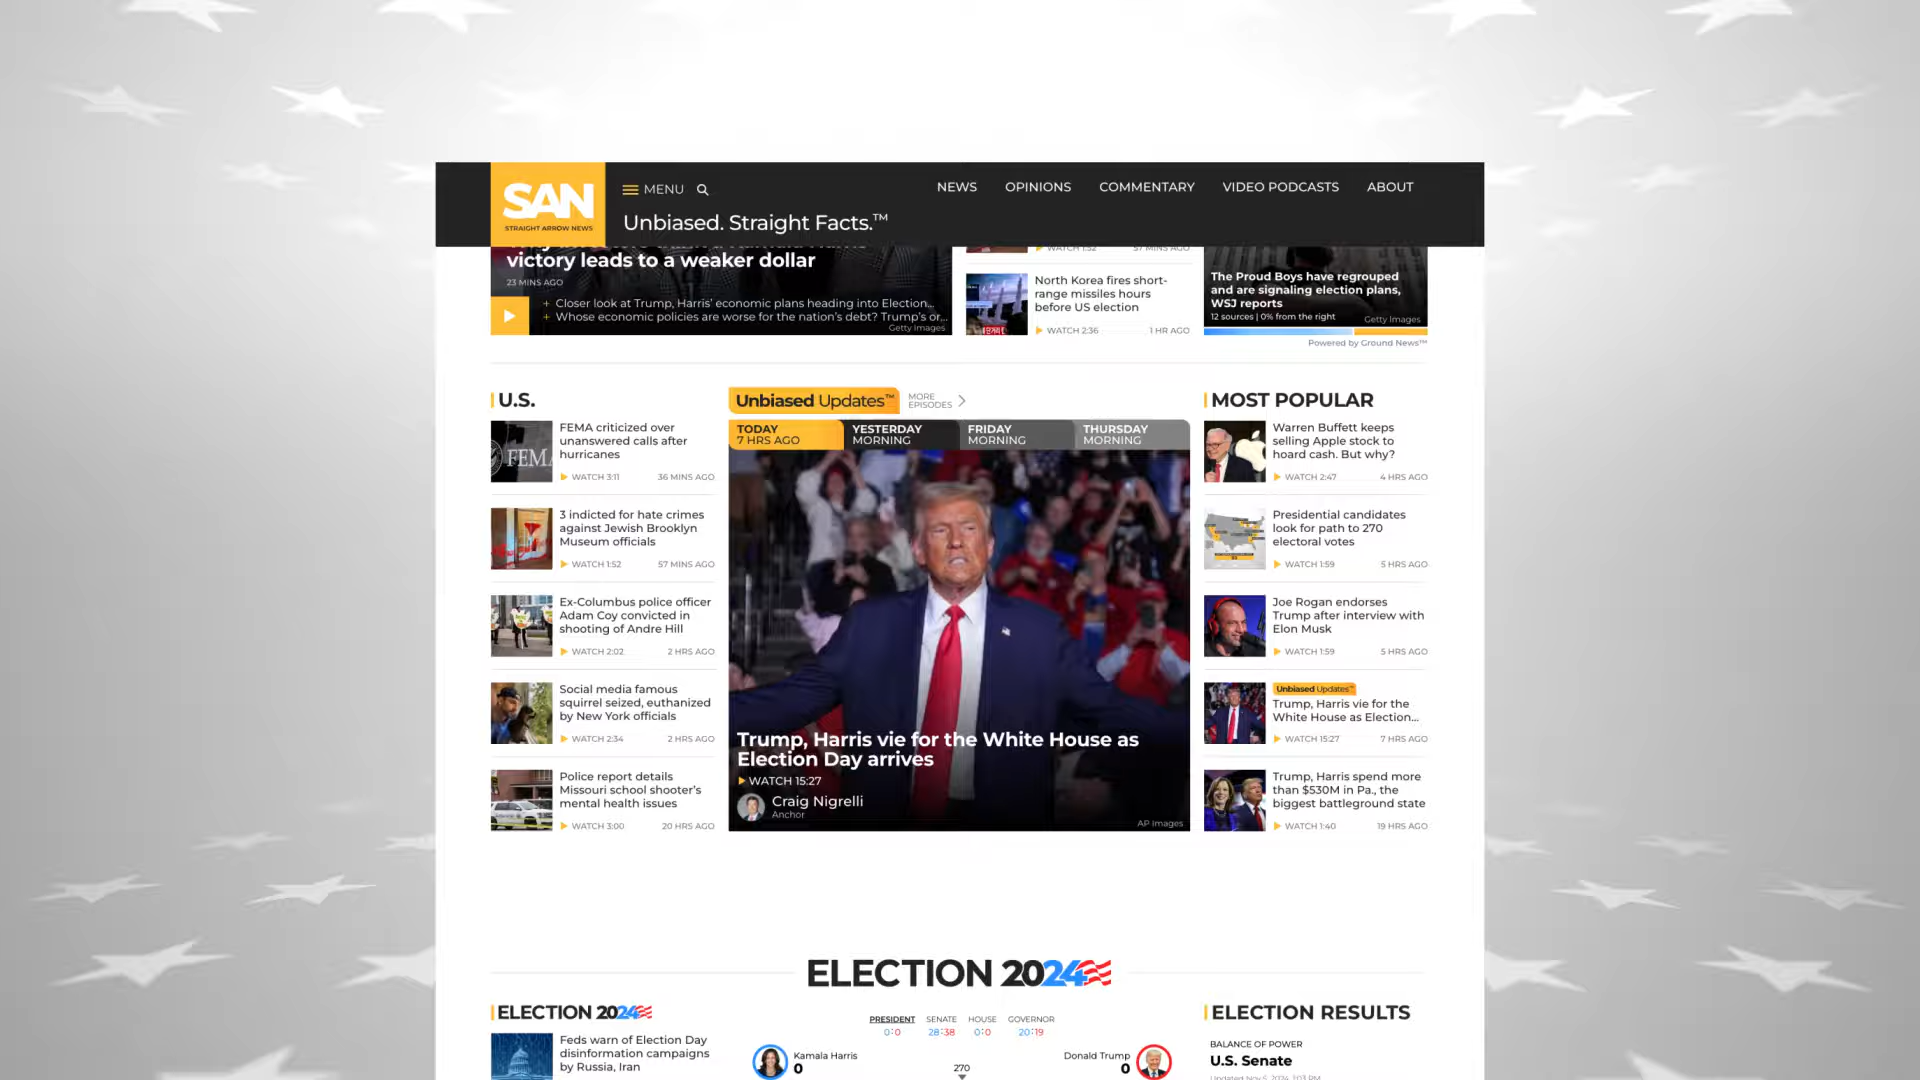 SAN
STRAIGHT ARROW NEWS
MENU
Unbiased. Straight Facts.™
NEWS
OPINIONS
COMMENTARY
VIDEO PODCASTS
ABOUT
victory leads to a weaker dollar
23 MINS AGO
+ Closer look at Trump, Harris' economic plans heading into Election...
+ Whose economic policies are worse for the nation's debt? Trump's or...
Getty Images
WATCH 1:52
57 MINS AGO
North Korea fires short-
range missiles hours
before US election
WATCH 2:36
1 HR AGO
The Proud Boys have regrouped
and are signaling election plans,
WSJ reports
12 sources | 0% from the right
Getty Images
Powered by Ground News™
U.S.
FEMA
FEMA criticized over
unanswered calls after
hurricanes
WATCH 3:11
36 MINS AGO
3 indicted for hate crimes
against Jewish Brooklyn
Museum officials
WATCH 1:52
57 MINS AGO
Ex-Columbus police officer
Adam Coy convicted in
shooting of Andre Hill
WATCH 2:02
2 HRS AGO
Social media famous
squirrel seized, euthanized
by New York officials
WATCH 2:34
2 HRS AGO
Police report details
Missouri school shooter's
mental health issues
WATCH 3:00
20 HRS AGO
Unbiased Updates™
MORE
EPISODES
TODAY
7 HRS AGO
YESTERDAY
MORNING
FRIDAY
MORNING
THURSDAY
MORNING
Trump, Harris vie for the White House as
Election Day arrives
WATCH 15:27
Craig Nigrelli
Anchor
AP Images
MOST POPULAR
Warren Buffett keeps
selling Apple stock to
hoard cash. But why?
WATCH 2:47
4 HRS AGO
Presidential candidates
look for path to 270
electoral votes
WATCH 1:59
5 HRS AGO
Joe Rogan endorses
Trump after interview with
Elon Musk
WATCH 1:59
5 HRS AGO
Unbiased Updates™
Trump, Harris vie for the
White House as Election...
WATCH 15:27
7 HRS AGO
Trump, Harris spend more
than $530M in Pa., the
biggest battleground state
WATCH 1:40
19 HRS AGO
ELECTION 2024
ELECTION 2024
Feds warn of Election Day
disinformation campaigns
by Russia, Iran
PRESIDENT
0:0
SENATE
28:38
HOUSE
0:0
GOVERNOR
20:19
Kamala Harris
0
270
Donald Trump
0
ELECTION RESULTS
BALANCE OF POWER
U.S. Senate
Updated Nov 5, 2024, 1:03 PM